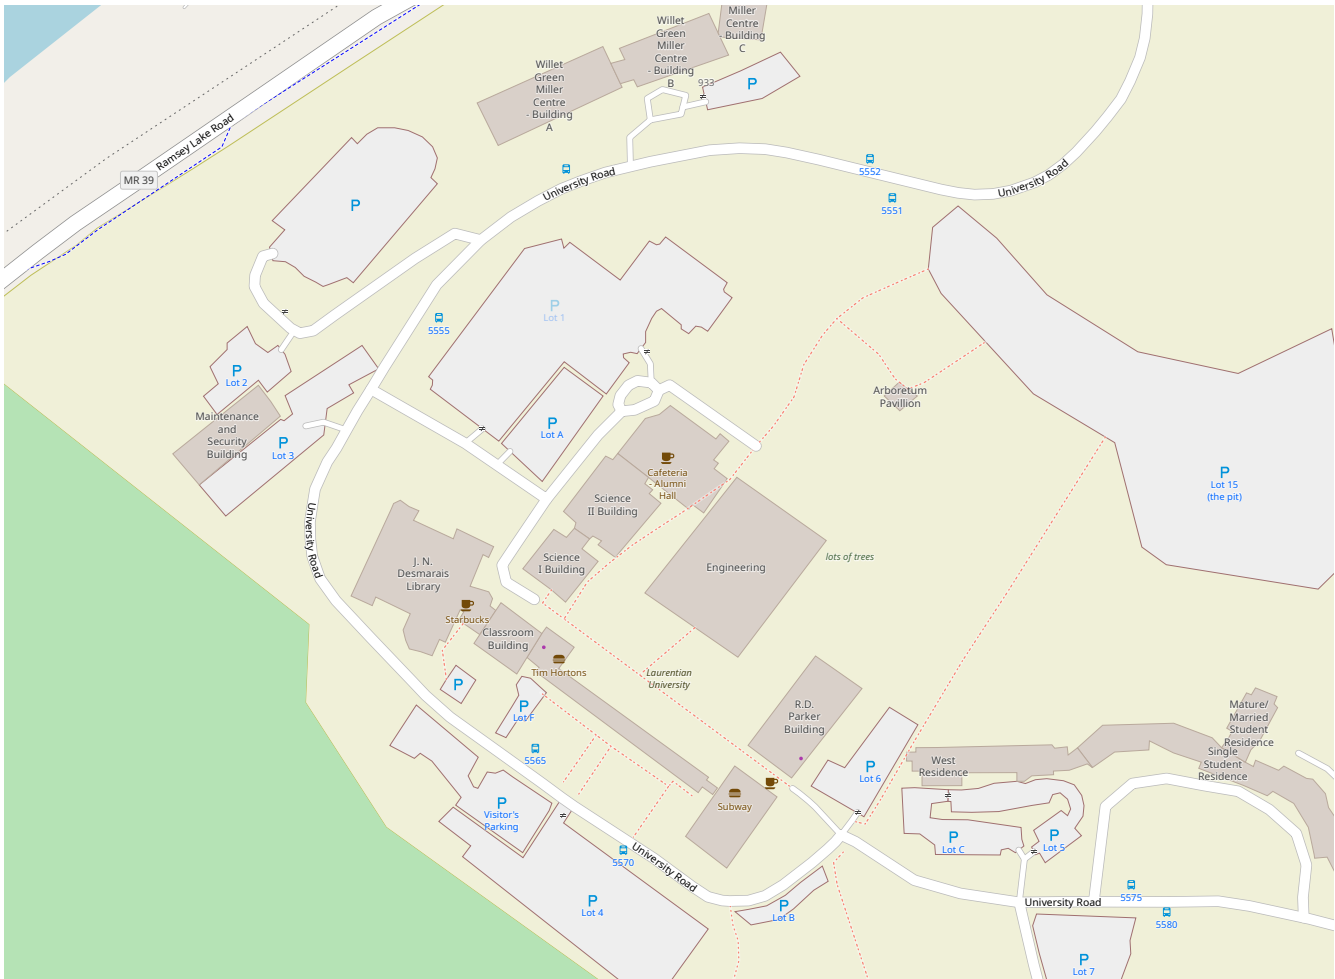 Willet
Green
Miller
Centre
- Building
B
Miller
Centre
- Building
C
Willet
Green
Miller
Centre
- Building
A
933
P
Ramsey Lake Road
MR 39
University Road
5552
University Road
5551
P
P
Lot 1
5555
P
Lot 2
Arboretum
Pavillion
Maintenance
and
Security
Building
P
Lot 3
P
Lot A
Cafeteria
- Alumni
Hall
P
Lot 15
(the pit)
Science
II Building
University Road
J. N.
Desmarais
Library
Science
I Building
Engineering
lots of trees
Starbucks
Classroom
Building
Tim Hortons
Laurentian
University
P
P
Lot F
R.D.
Parker
Building
Mature/
Married
Student
Residence
5565
P
Lot 6
West
Residence
Single
Student
Residence
P
Visitor's
Parking
Subway
P
Lot C
P
Lot 5
5570
University Road
P
Lot 4
P
Lot B
5575
University Road
5580
P
Lot 7